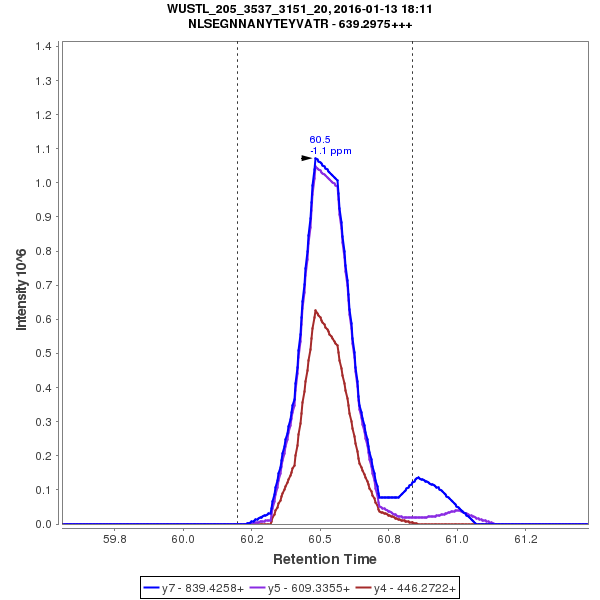 WUSTL_205_3537_3151_20, 2016-01-13 18:11
NLSEGNNANYTEYVATR - 639.2975+++
1.4
1.3
1.2
1.1
1.0
0.9
0.8
0.7
0.6
0.5
0.4
0.3
0.2
0.1
0.0
Intensity 10^6
60.5
-1.1 ppm
59.8
60.0
60.2
60.5
60.8
61.0
61.2
Retention Time
y7 - 839.4258+
y5 - 609.3355+
y4 - 446.2722+